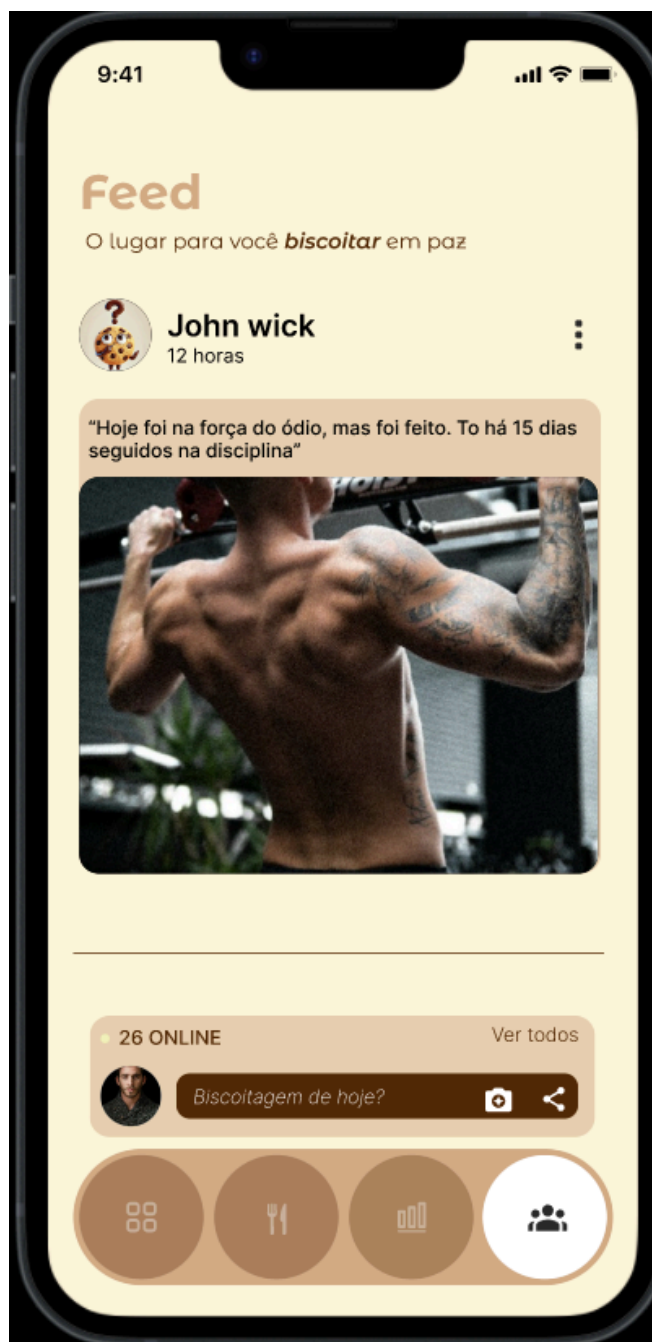 9:41
Feed
O lugar para você biscoitar em paz
John wick
12 horas
“Hoje foi na força do ódio, mas foi feito. To há 15 dias
seguidos na disciplina”
26 ONLINE
Ver todos
Biscoitagem de hoje?